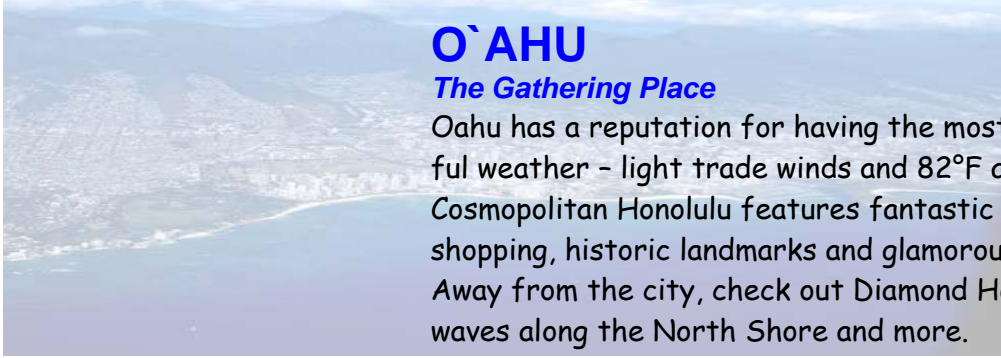 O`AHU
The Gathering Place
Oahu has a reputation for having the most
ful weather – light trade winds and 82°F
Cosmopolitan Honolulu features fantastic
shopping, historic landmarks and
Away from the city, check out Diamond
waves along the North Shore and more.